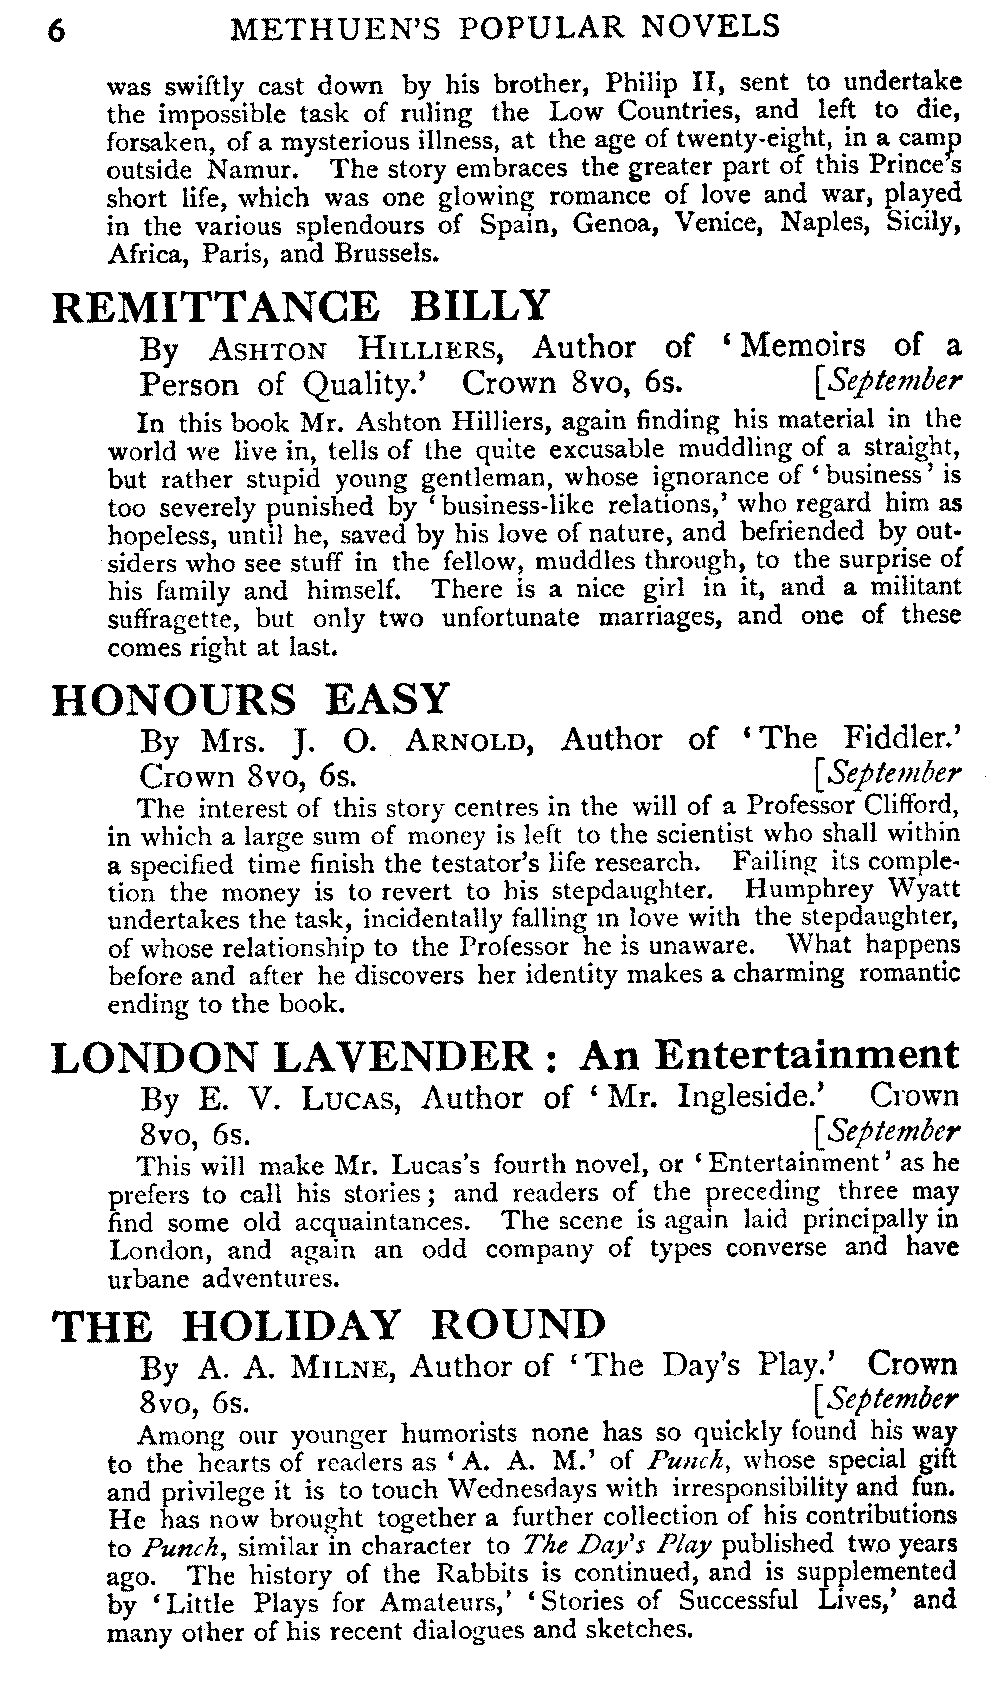 6 METHUEN'S POPULAR NOVELS
was swiftly cast down by his brother, Philip II, sent to undertake
the impossible task of ruling the Low Countries, and left to die,
forsaken, of a mysterious illness, at the age of twenty-eight, in a camp
outside Namur. The story embraces the greater part of this Prince's
short life, which was one glowing romance of love and war, played
in the various splendours of Spain, Genoa, Venice, Naples, Sicily,
Africa, Paris, and Brussels.
REMITTANCE BILLY
By ASHTON HILLIERS, Author of ‘Memoirs of a
Person of Quality.’ Crown 8vo, 6s. [September
In this book Mr. Ashton Hilliers, again finding his material in the
world we live in, tells of the quite excusable muddling of a straight,
but rather stupid young gentleman, whose ignorance of ‘business’ is
too severely punished by ‘business-like relations,’ who regard him as
hopeless, until he, saved by his love of nature, and befriended by out-
siders who see stuff in the fellow, muddles through, to the surprise of
his family and himself. There is a nice girl in it, and a militant
suffragette, but only two unfortunate marriages, and one of these
comes right at last.
HONOURS EASY
By Mrs. J. O. ARNOLD, Author of ‘The Fiddler.’
Crown 8vo, 6s. [September
The interest of this story centres in the will of a Professor Clifford,
in which a large sum of money is left to the scientist who shall within
a specified time finish the testator's life research. Failing its comple-
tion the money is to revert to his stepdaughter. Humphrey Wyatt
undertakes the task, incidentally falling in love with the stepdaughter,
of whose relationship to the Professor he is unaware. What happens
before and after he discovers her identity makes a charming romantic
ending to the book.
LONDON LAVENDER : An Entertainment
By E. V. LUCAS, Author of ‘Mr. Ingleside.’ Crown
8vo, 6s. [September
This will make Mr. Lucas's fourth novel, or ‘Entertainment’ as he
prefers to call his stories; and readers of the preceding three may
find some old acquaintances. The scene is again laid principally in
London, and again an odd company of types converse and have
urbane adventures.
THE HOLIDAY ROUND
By A. A. MILNE, Author of ‘The Day's Play.’ Crown
8vo, 6s. [September
Among our younger humorists none has so quickly found his way
to the hearts of readers as ‘A. A. M.’ of Punch, whose special gift
and privilege it is to touch Wednesdays with irresponsibility and fun.
He has now brought together a further collection of his contributions
to Punch, similar in character to The Day's Play published two years
ago. The history of the Rabbits is continued, and is supplemented
by ‘Little Plays for Amateurs,’ ‘Stories of Successful Lives,’ and
many other of his recent dialogues and sketches.